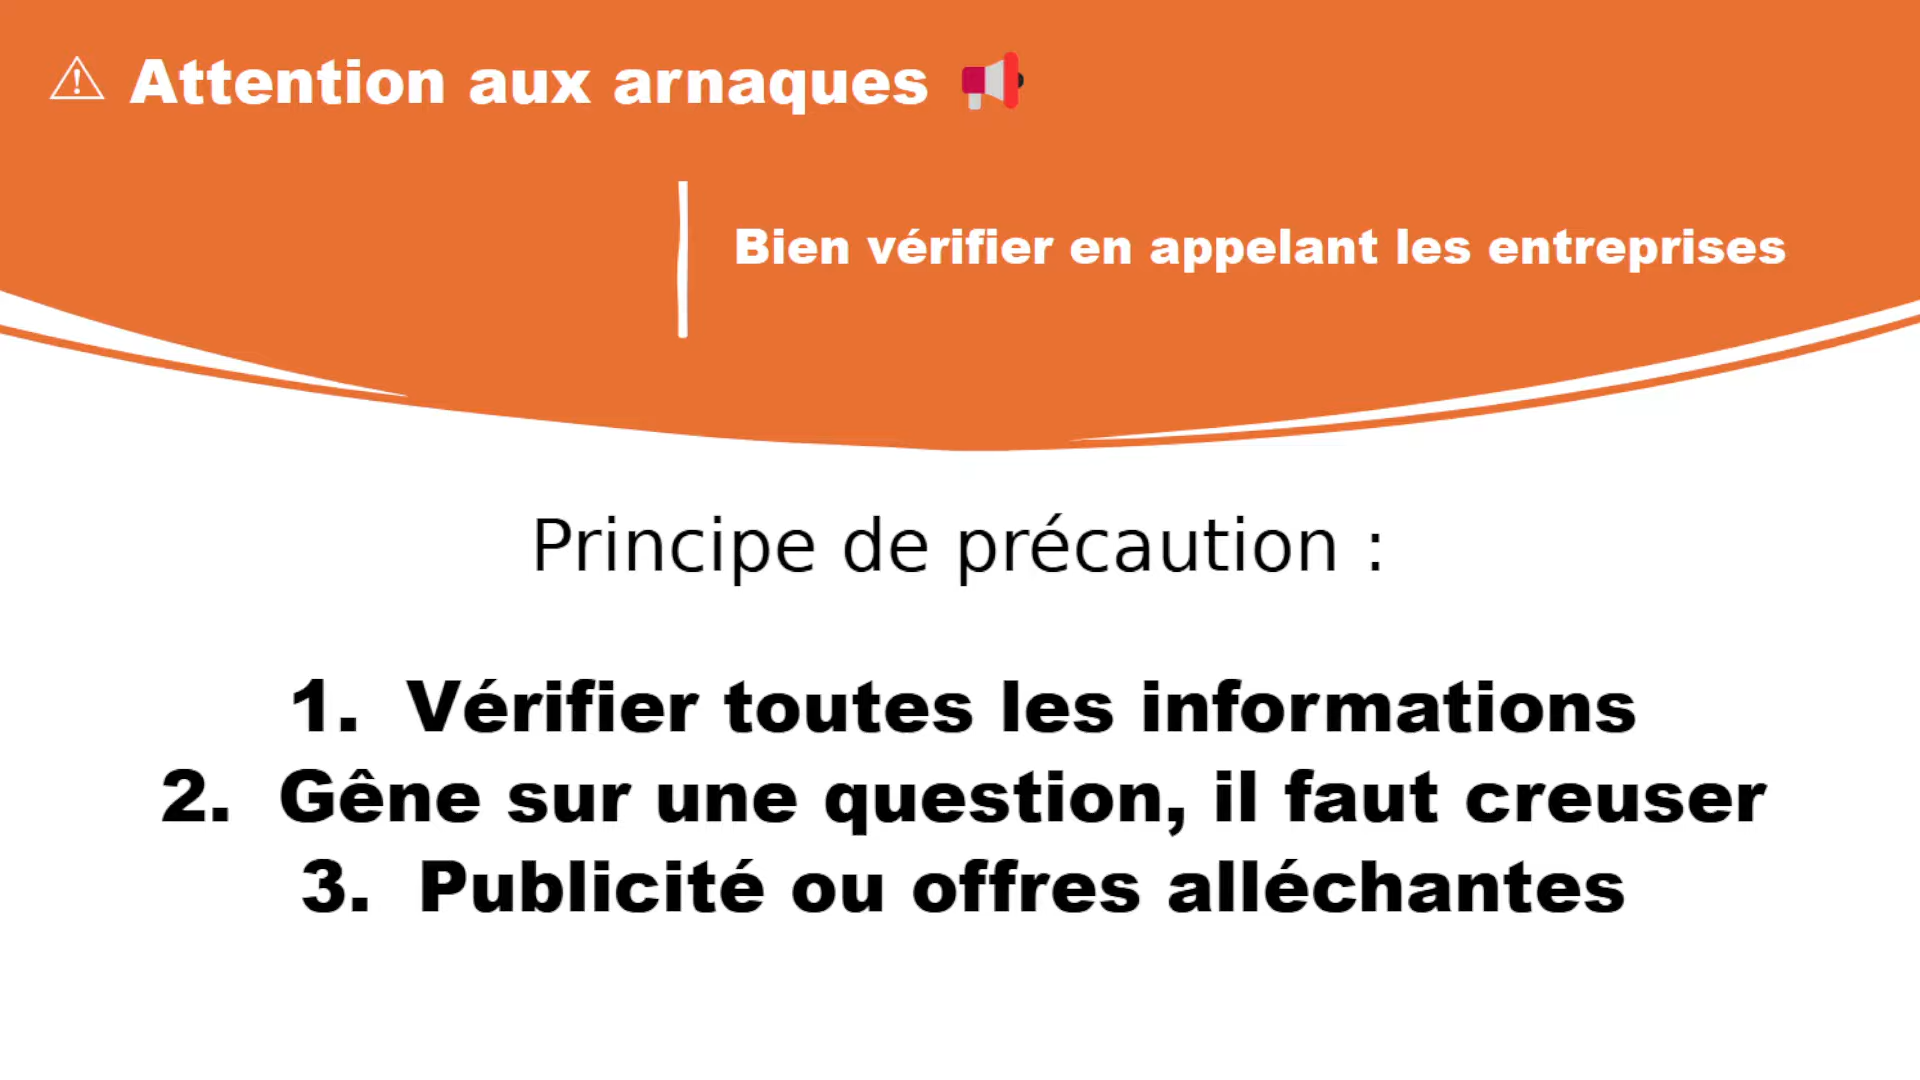 ⚠ Attention aux arnaques 📢
Bien vérifier en appelant les entreprises
Principe de précaution :
1. Vérifier toutes les informations
2. Gêne sur une question, il faut creuser
3. Publicité ou offres alléchantes